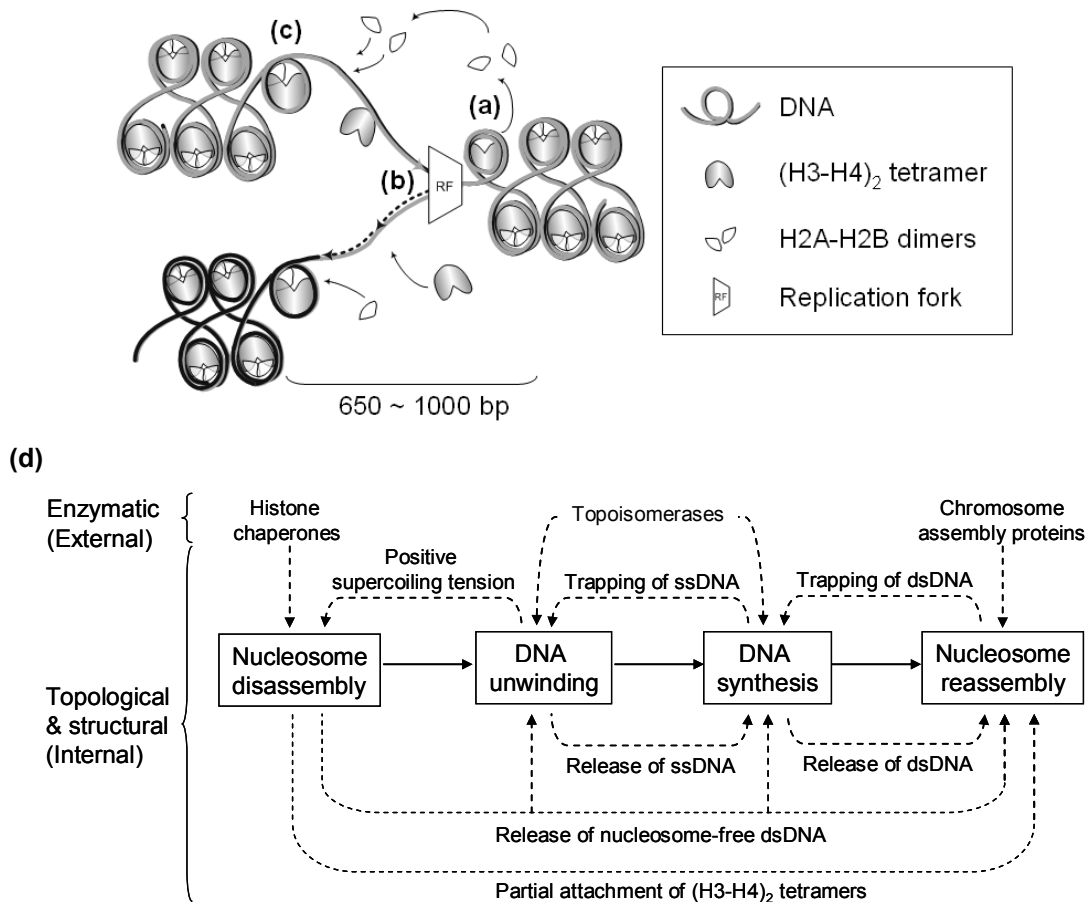 (c)
(a)
(b)
RF
650 ~ 1000 bp
DNA
(H3-H4)2 tetramer
H2A-H2B dimers
RF
Replication fork
(d)
Enzymatic
(External)
Histone
chaperones
Topoisomerases
Chromosome
assembly proteins
Positive
supercoiling tension
Trapping of ssDNA
Trapping of dsDNA
Nucleosome
disassembly
DNA
unwinding
DNA
synthesis
Nucleosome
reassembly
Topological
& structural
(Internal)
Release of ssDNA
Release of dsDNA
Release of nucleosome-free dsDNA
Partial attachment of (H3-H4)2 tetramers